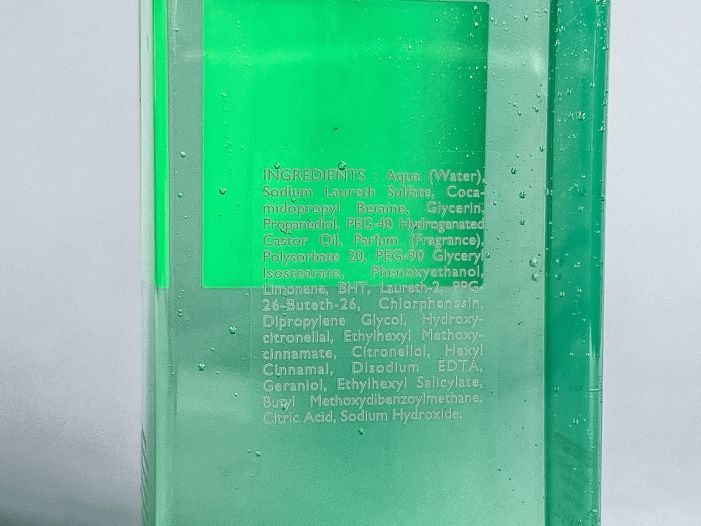 INGREDIENTS : Aqua (Water),
Sodium Laureth Sulfate, Coca-
midopropyl Betaine, Glycerin,
Propanediol, PEG-40 Hydrogenated
Castor Oil, Parfum (Fragrance),
Polysorbate 20, PEG-90 Glyceryl
Isostearate, Phenoxyethanol,
Limonene, BHT, Laureth-2, PPG-
26-Buteth-26, Chlorphenesin,
Dipropylene Glycol, Hydroxy-
citronellal, Ethylhexyl Methoxy-
cinnamate, Citronellol, Hexyl
Cinnamal, Disodium EDTA,
Geraniol, Ethylhexyl Salicylate,
Butyl Methoxydibenzoylmethane,
Citric Acid, Sodium Hydroxide.